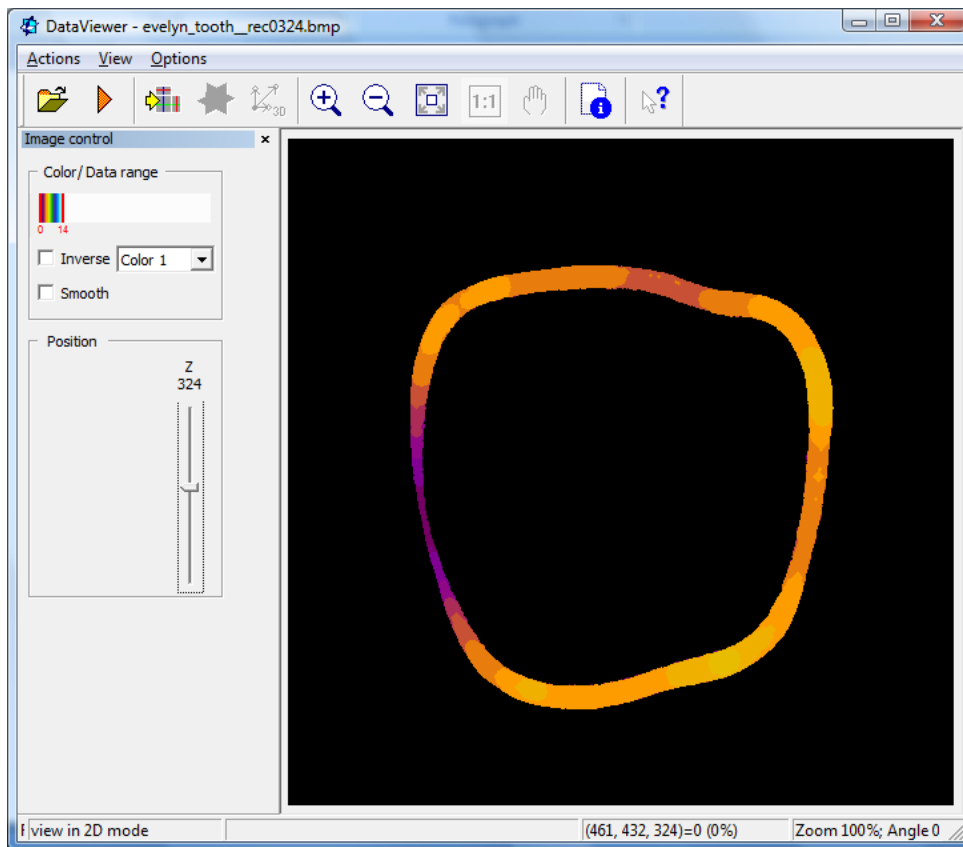 DataViewer - evelyn_tooth__rec0324.bmp
Actions View Options
1:1
3D
i
?
Image control x
Color/Data range
0 14
Inverse Color 1
Smooth
Position
Z
324
view in 2D mode
(461, 432, 324)=0 (0%)
Zoom 100%; Angle 0